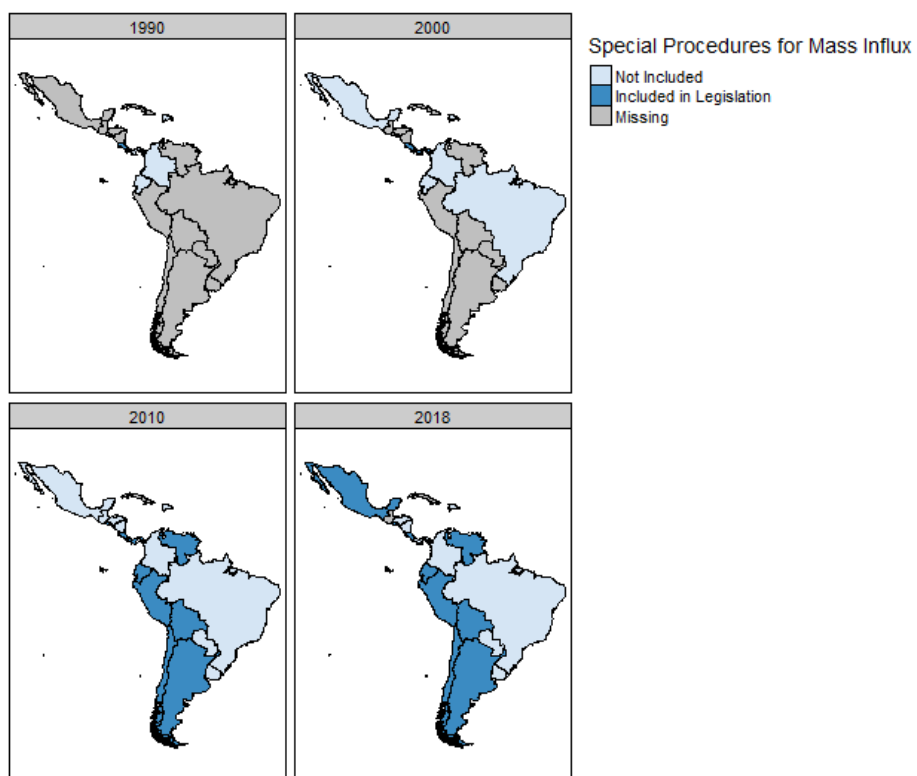 1990
2000
Special Procedures for Mass Influx
Not Included
Included in Legislation
Missing
2010
2018